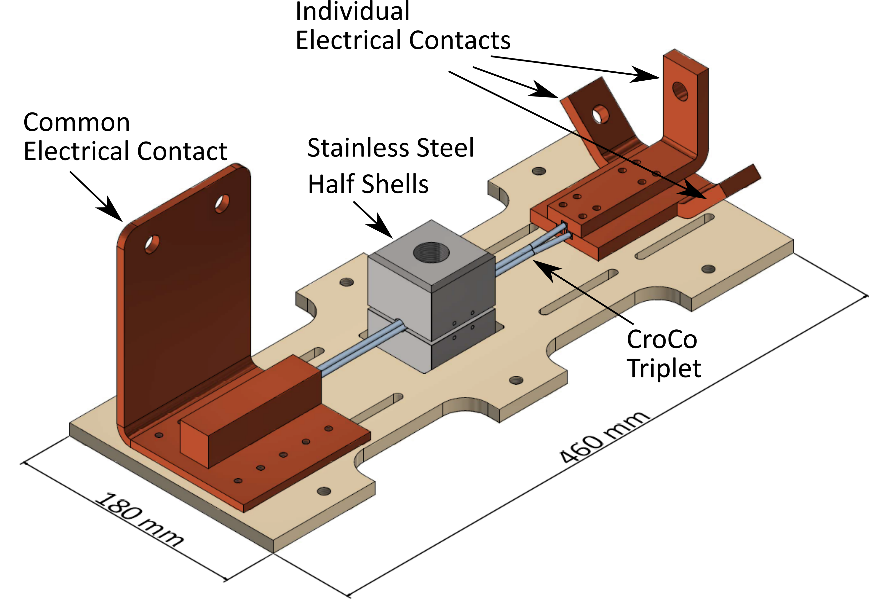 Individual
Electrical Contacts
Common
Electrical Contact
Stainless Steel
Half Shells
CroCo
Triplet
460 mm
180 mm